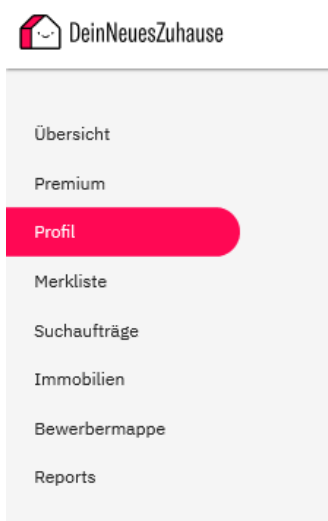 DeinNeuesZuhause
Übersicht
Premium
Profil
Merkliste
Suchaufträge
Immobilien
Bewerbermappe
Reports